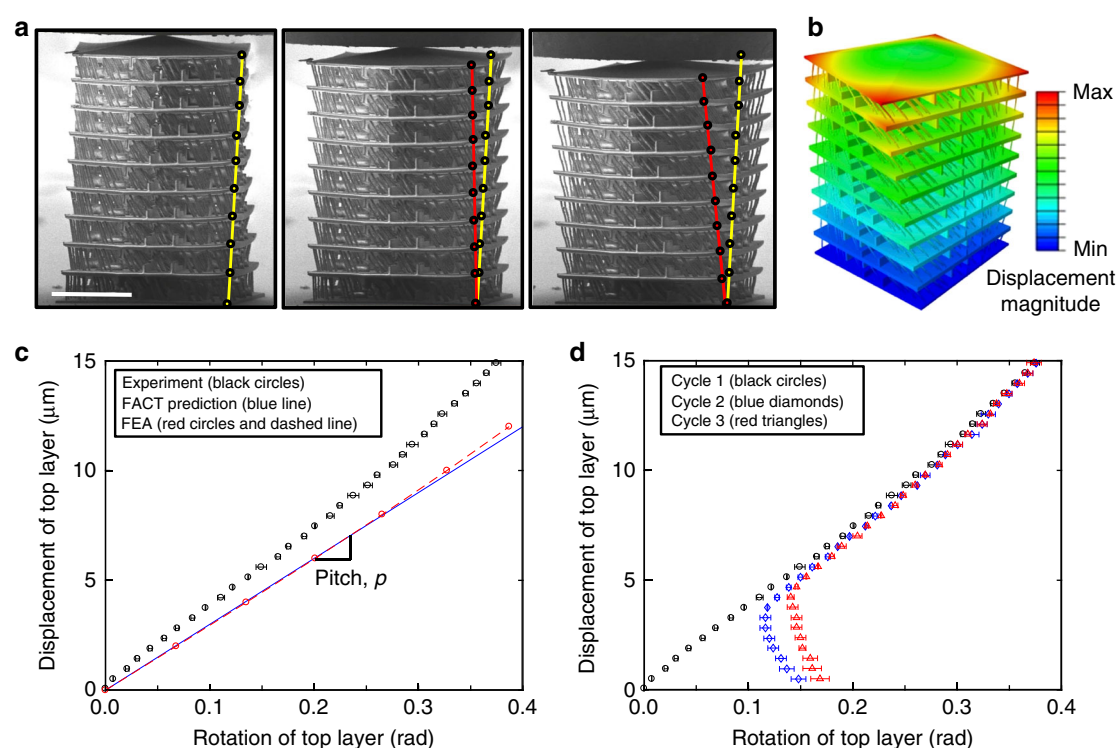 a
b
Max
Min
Displacement
magnitude
c
15
10
5
0
Displacement of top layer (μm)
Experiment (black circles)
FACT prediction (blue line)
FEA (red circles and dashed line)
Pitch, p
0.0
0.1
0.2
0.3
0.4
Rotation of top layer (rad)
d
15
10
5
0
Displacement of top layer (μm)
Cycle 1 (black circles)
Cycle 2 (blue diamonds)
Cycle 3 (red triangles)
0.0
0.1
0.2
0.3
0.4
Rotation of top layer (rad)